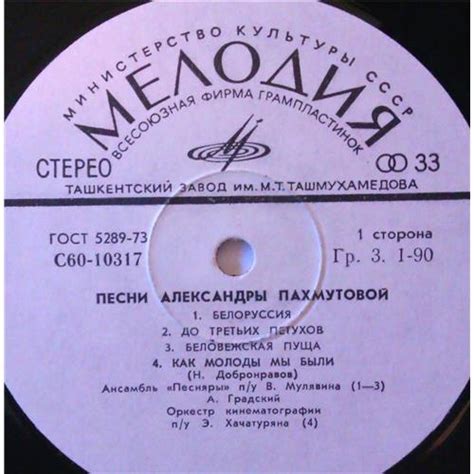 МИНИСТЕРСТВО КУЛЬТУРЫ СССР
МЕЛОДИЯ
ВСЕСОЮЗНАЯ ФИРМА ГРАМПЛАСТИНОК
СТЕРЕО
33
ТАШКЕНТСКИЙ ЗАВОД ИМ. М.Т. ТАШМУХАМЕДОВА
ГОСТ 5289-73
1 сторона
С60-10317
Гр. 3. 1-90
ПЕСНИ АЛЕКСАНДРЫ ПАХМУТОВОЙ
1. БЕЛОРУССИЯ
2. ДО ТРЕТЬИХ ПЕТУХОВ
3. БЕЛОВЕЖСКАЯ ПУЩА
4. КАК МОЛОДЫ МЫ БЫЛИ
(Н. Добронравов)
Ансамбль «Песняры» п/у В. Мулявина (1—3)
А. Градский
Оркестр кинематографии
п/у Э. Хачатуряна (4)